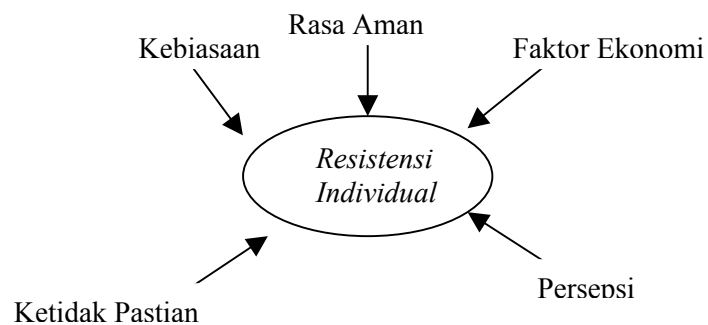 Rasa Aman
Kebiasaan
Faktor Ekonomi
Resistensi
Individual
Persepsi
Ketidak Pastian